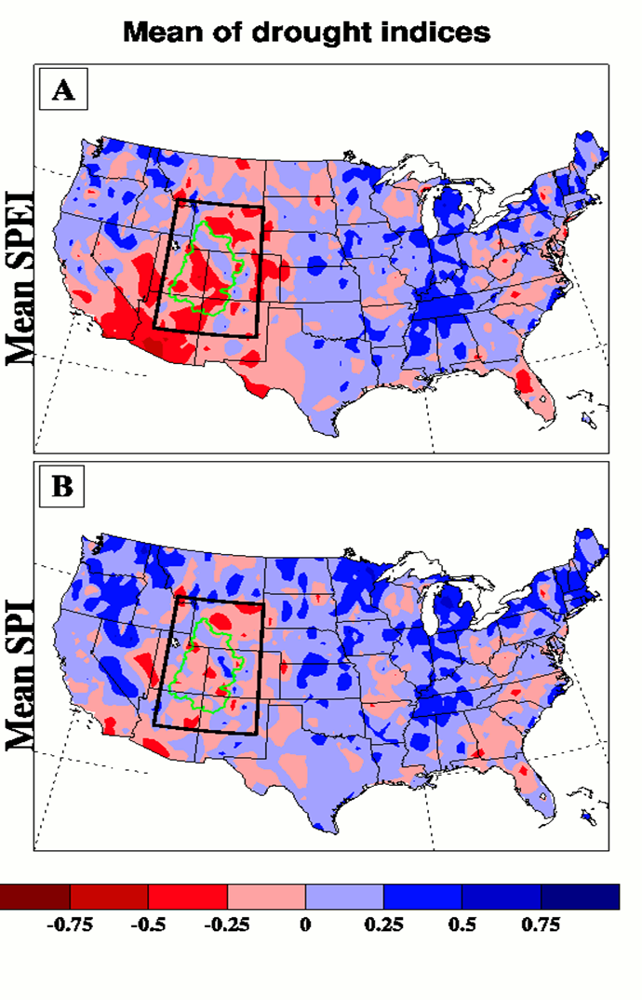 Mean of drought indices
A
Mean SPEI
B
Mean SPI
-0.75 -0.5 -0.25 0 0.25 0.5 0.75